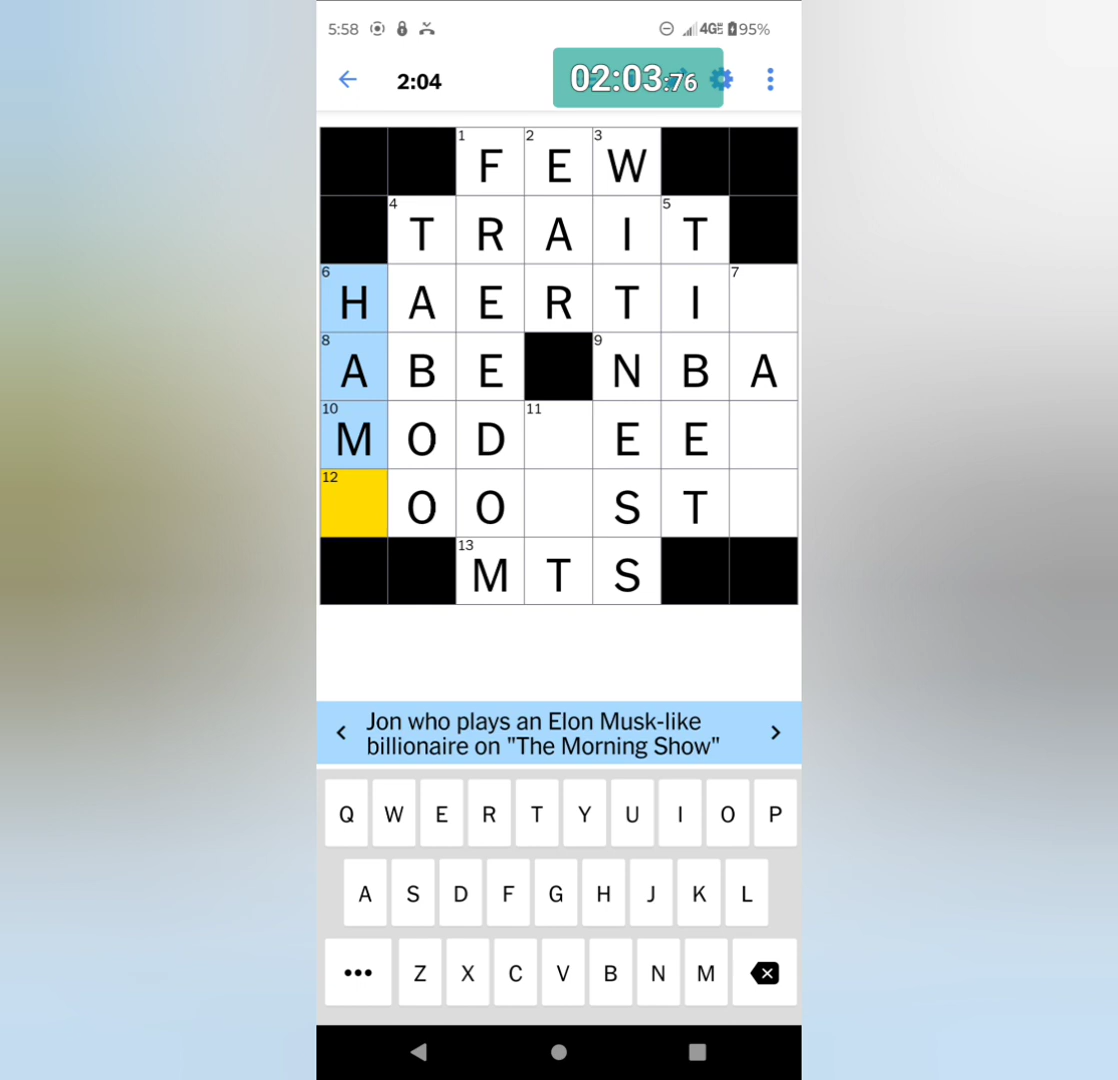 5:58 4G 95%
2:04 02:03:76
1 F 2 E 3 W
4 T R A I 5 T
6 H A E R T I 7
8 A B E 9 N B A
10 M O D 11 E E
12 O O S T
13 M T S
Jon who plays an Elon Musk-like
billionaire on "The Morning Show"
Q W E R T Y U I O P
A S D F G H J K L
••• Z X C V B N M